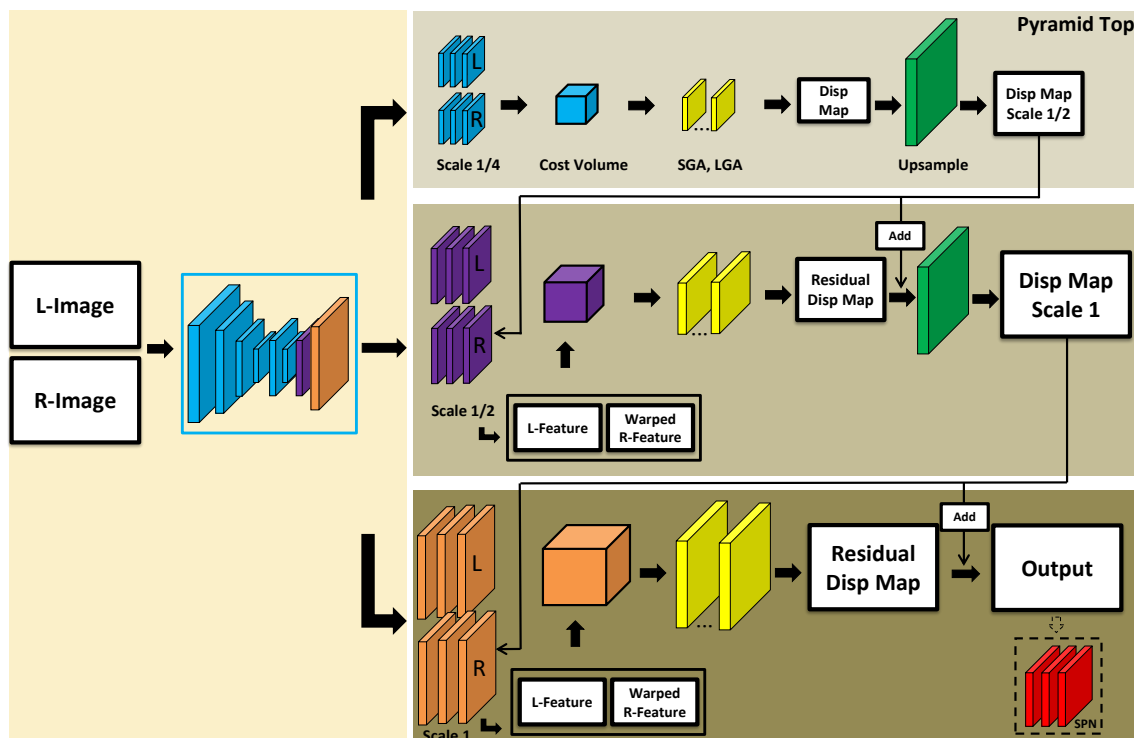 Pyramid Top
L
R
Scale 1/4
Cost Volume
...
SGA, LGA
Disp
Map
Upsample
Disp Map
Scale 1/2
L-Image
R-Image
L
R
Scale 1/2
L-Feature
Warped
R-Feature
...
Residual
Disp Map
Add
Disp Map
Scale 1
L
R
Scale 1
L-Feature
Warped
R-Feature
...
Residual
Disp Map
Add
Output
SPN